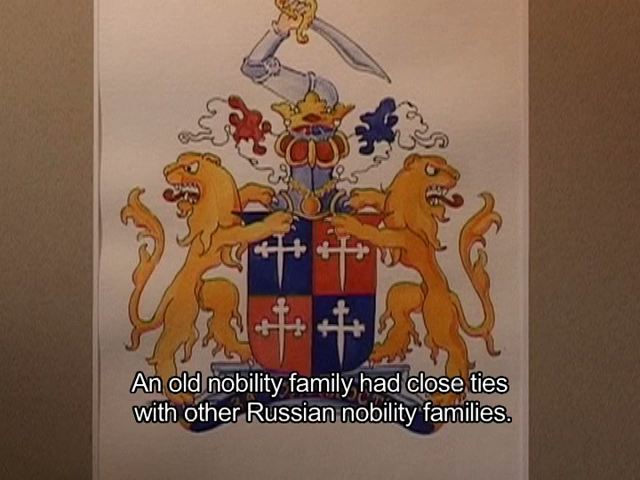 An old nobility family had close ties
with other Russian nobility families.